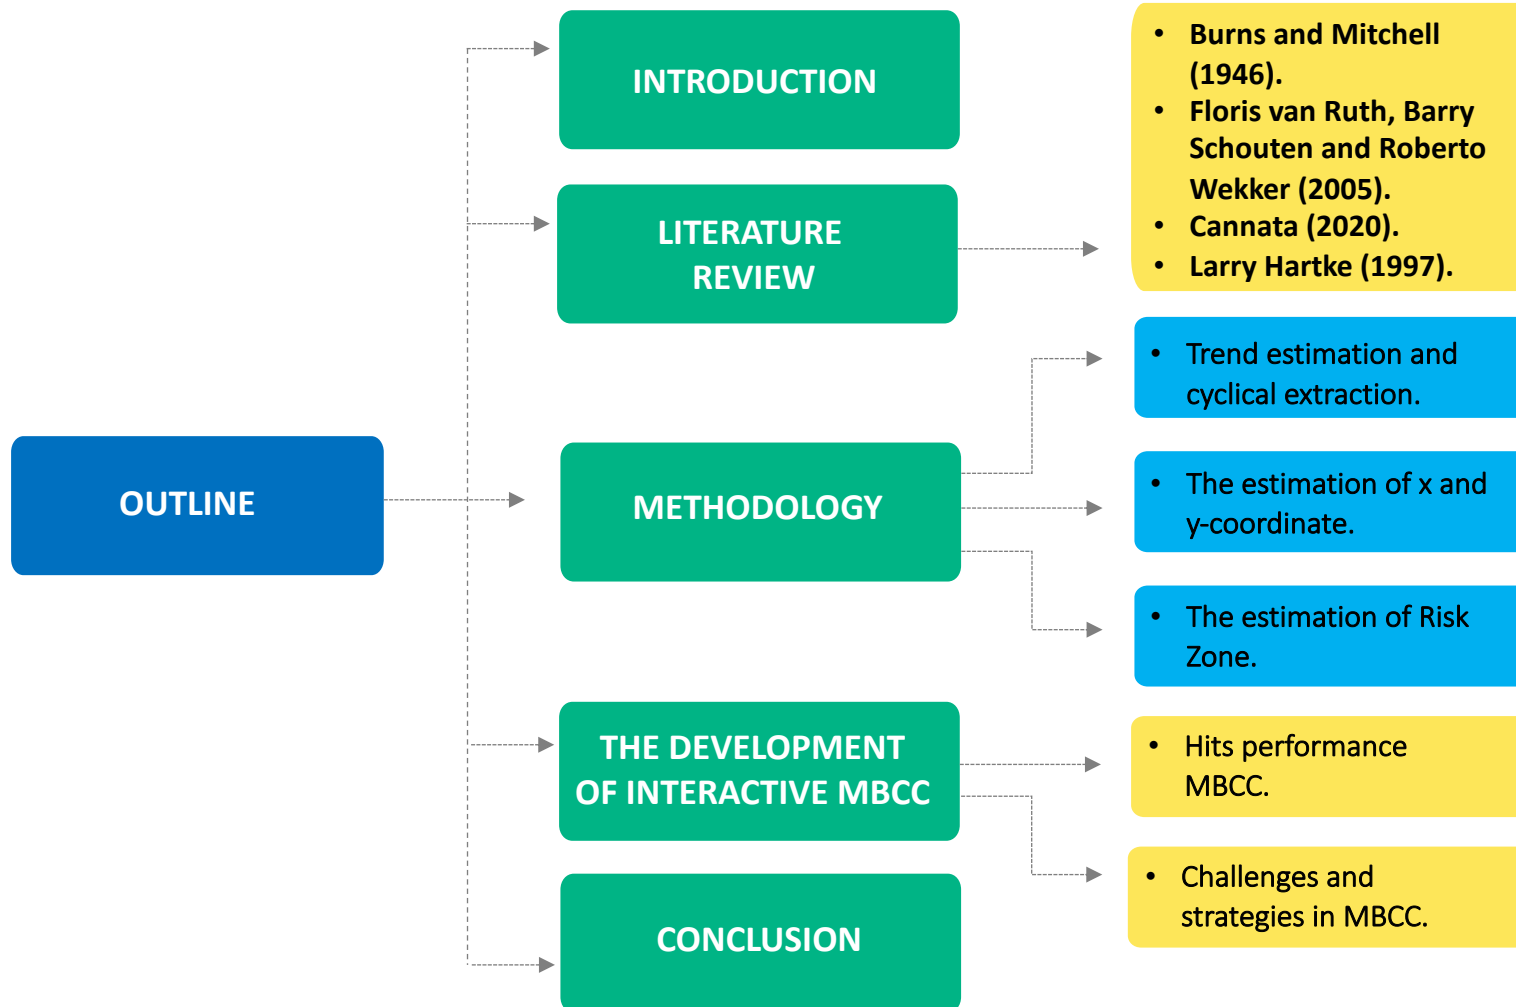 OUTLINE
INTRODUCTION
LITERATURE
REVIEW
• Burns and Mitchell
(1946).
• Floris van Ruth, Barry
Schouten and Roberto
Wekker (2005).
• Cannata (2020).
• Larry Hartke (1997).
METHODOLOGY
• Trend estimation and
cyclical extraction.
• The estimation of x and
y-coordinate.
• The estimation of Risk
Zone.
THE DEVELOPMENT
OF INTERACTIVE MBCC
• Hits performance
MBCC.
• Challenges and
strategies in MBCC.
CONCLUSION